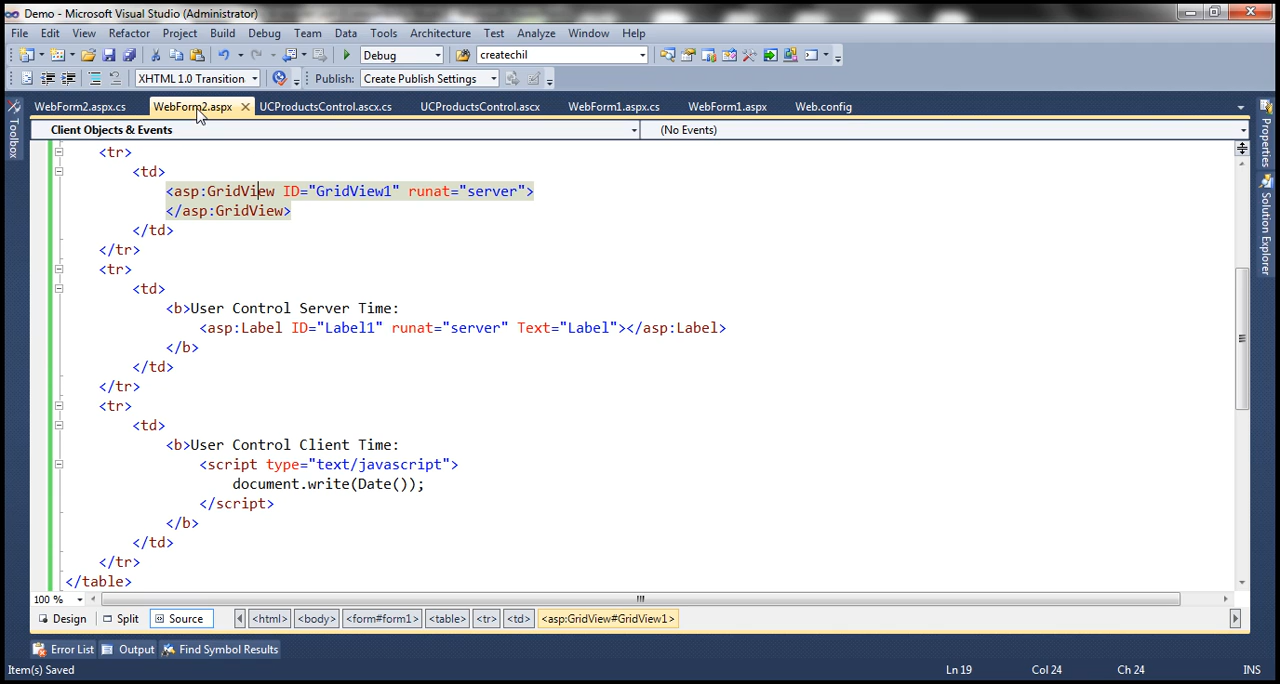 Demo - Microsoft Visual Studio (Administrator)
File Edit View Refactor Project Build Debug Team Data Tools Architecture Test Analyze Window Help
Debug createchil
XHTML 1.0 Transition Publish: Create Publish Settings
WebForm2.aspx.cs WebForm2.aspx UCProductsControl.ascx.cs UCProductsControl.ascx WebForm1.aspx.cs WebForm1.aspx Web.config
Toolbox
Properties
Solution Explorer
Client Objects & Events (No Events)
<tr>
<td>
<asp:GridView ID="GridView1" runat="server">
</asp:GridView>
</td>
</tr>
<tr>
<td>
<b>User Control Server Time:
<asp:Label ID="Label1" runat="server" Text="Label"></asp:Label>
</b>
</td>
</tr>
<tr>
<td>
<b>User Control Client Time:
<script type="text/javascript">
document.write(Date());
</script>
</b>
</td>
</tr>
</table>
100 %
Design Split Source <html> <body> <form#form1> <table> <tr> <td> <asp:GridView#GridView1>
Error List Output Find Symbol Results
Item(s) Saved Ln 19 Col 24 Ch 24 INS